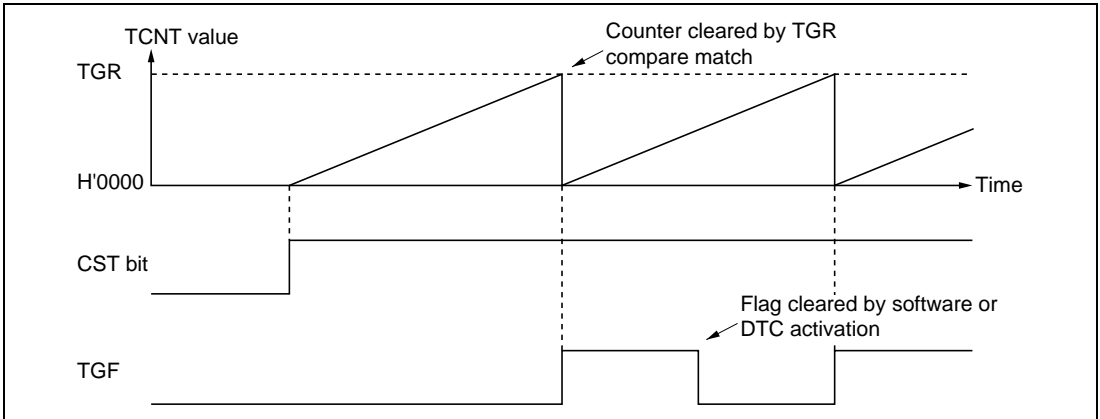 TCNT value
Counter cleared by TGR
compare match
TGR
H'0000
Time
CST bit
Flag cleared by software or
DTC activation
TGF